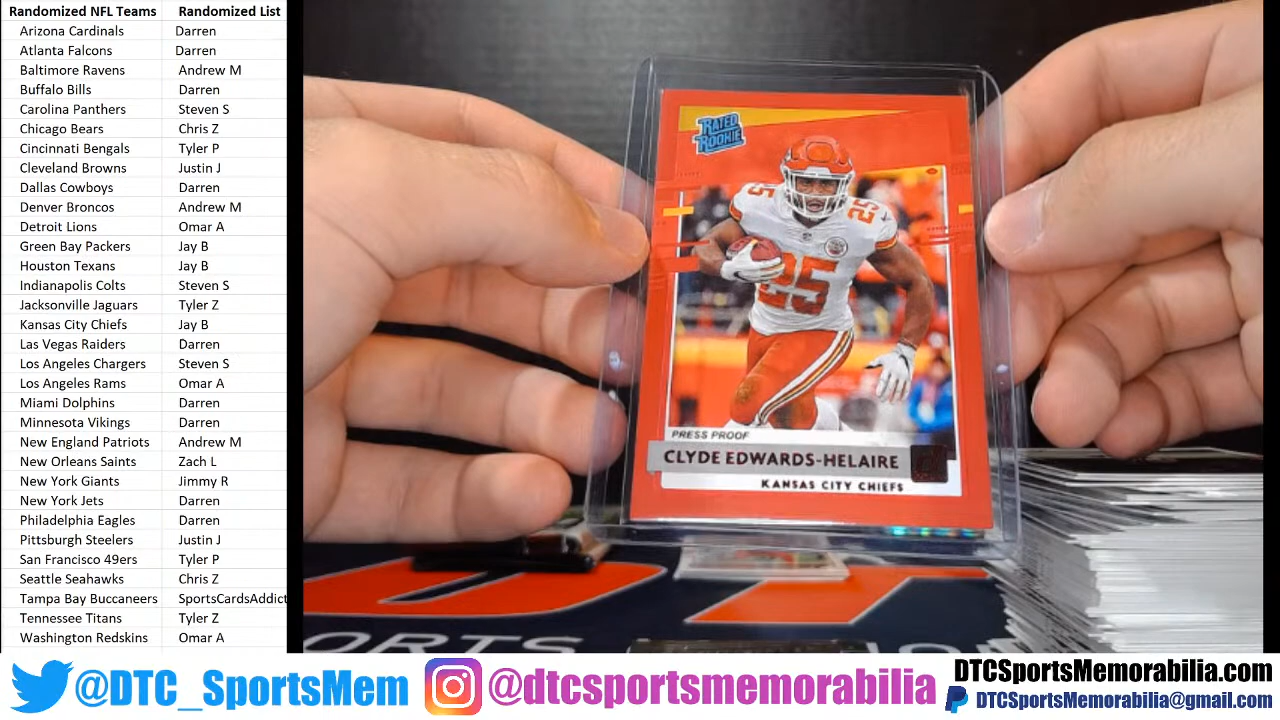 Randomized NFL Teams Randomized List
Arizona Cardinals Darren
Atlanta Falcons Darren
Baltimore Ravens Andrew M
Buffalo Bills Darren
Carolina Panthers Steven S
Chicago Bears Chris Z
Cincinnati Bengals Tyler P
Cleveland Browns Justin J
Dallas Cowboys Darren
Denver Broncos Andrew M
Detroit Lions Omar A
Green Bay Packers Jay B
Houston Texans Jay B
Indianapolis Colts Steven S
Jacksonville Jaguars Tyler Z
Kansas City Chiefs Jay B
Las Vegas Raiders Darren
Los Angeles Chargers Steven S
Los Angeles Rams Omar A
Miami Dolphins Darren
Minnesota Vikings Darren
New England Patriots Andrew M
New Orleans Saints Zach L
New York Giants Jimmy R
New York Jets Darren
Philadelphia Eagles Darren
Pittsburgh Steelers Justin J
San Francisco 49ers Tyler P
Seattle Seahawks Chris Z
Tampa Bay Buccaneers SportsCardsAddict
Tennessee Titans Tyler Z
Washington Redskins Omar A
RATED
ROOKIE
25 25
25
PRESS PROOF
CLYDE EDWARDS-HELAIRE
KANSAS CITY CHIEFS
@DTC_SportsMem
@dtcsportsmemorabilia
DTCSportsMemorabilia.com
DTCSportsMemorabilia@gmail.com